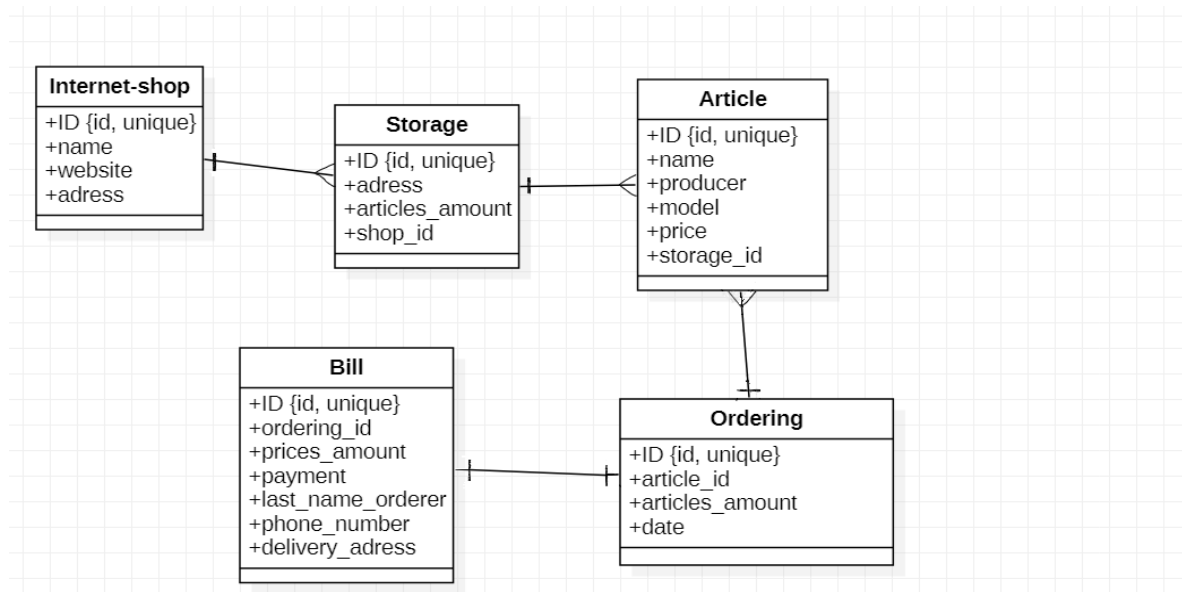 Internet-shop
+ID {id, unique}
+name
+website
+adress
Storage
+ID {id, unique}
+adress
+articles_amount
+shop_id
Article
+ID {id, unique}
+name
+producer
+model
+price
+storage_id
Bill
+ID {id, unique}
+ordering_id
+prices_amount
+payment
+last_name_orderer
+phone_number
+delivery_adress
Ordering
+ID {id, unique}
+article_id
+articles_amount
+date